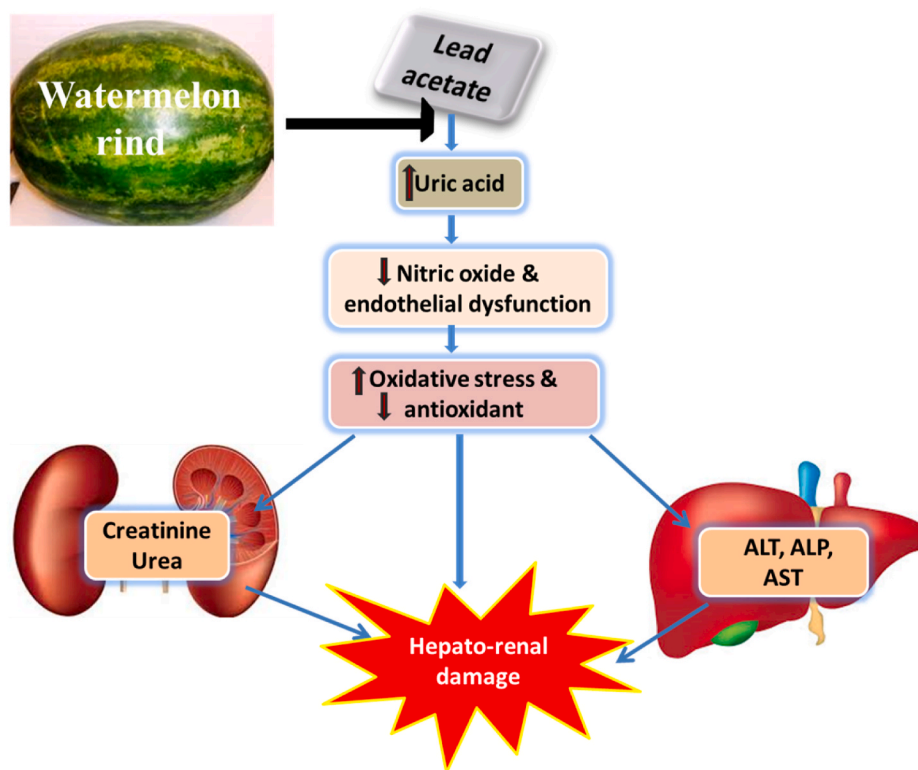 Watermelon
rind
Lead
acetate
Uric acid
Nitric oxide &
endothelial dysfunction
Oxidative stress &
antioxidant
Creatinine
Urea
ALT, ALP,
AST
Hepato-renal
damage